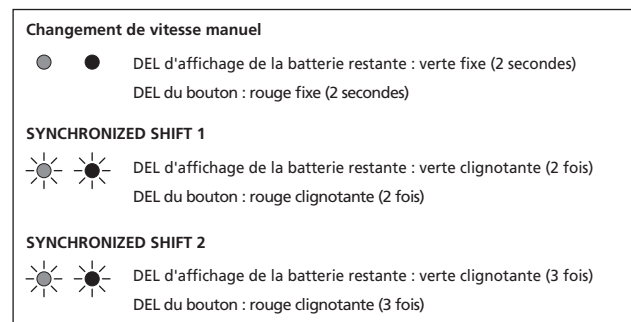 Changement de vitesse manuel
DEL d'affichage de la batterie restante : verte fixe (2 secondes)
DEL du bouton : rouge fixe (2 secondes)
SYNCHRONIZED SHIFT 1
DEL d'affichage de la batterie restante : verte clignotante (2 fois)
DEL du bouton : rouge clignotante (2 fois)
SYNCHRONIZED SHIFT 2
DEL d'affichage de la batterie restante : verte clignotante (3 fois)
DEL du bouton : rouge clignotante (3 fois)